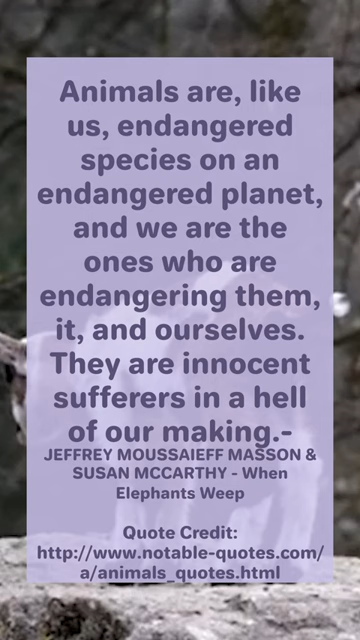 Animals are, like
us, endangered
species on an
endangered planet,
and we are the
ones who are
endangering them,
it, and ourselves.
They are innocent
sufferers in a hell
of our making.-
JEFFREY MOUSSAIEFF MASSON &
SUSAN MCCARTHY - When
Elephants Weep
Quote Credit:
http://www.notable-quotes.com/
a/animals_quotes.html